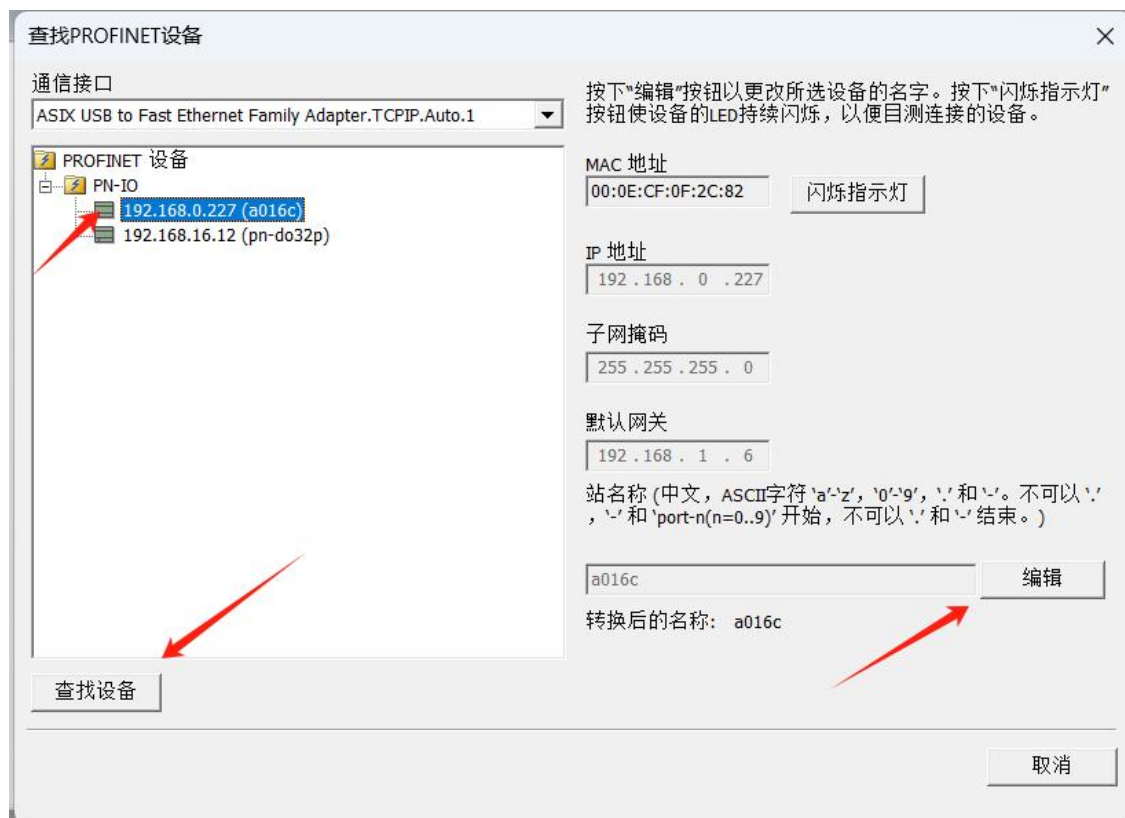 查找PROFINET设备
通信接口
ASIX USB to Fast Ethernet Family Adapter.TCPIP.Auto.1
PROFINET 设备
PN-IO
192.168.0.227 (a016c)
192.168.16.12 (pn-do32p)
查找设备
按下“编辑”按钮以更改所选设备的名字。按下“闪烁指示灯”
按钮使设备的LED持续闪烁，以便目测连接的设备。
MAC 地址
00:0E:CF:0F:2C:82
闪烁指示灯
IP 地址
192 . 168 . 0 . 227
子网掩码
255 . 255 . 255 . 0
默认网关
192 . 168 . 1 . 6
站名称 (中文，ASCII字符 ‘a’-‘z’，‘0’-‘9’，‘.’ 和 ‘-’。不可以 ‘.’
，‘-’ 和 ‘port-n(n=0..9)’ 开始，不可以 ‘.’ 和 ‘-’ 结束。)
a016c
编辑
转换后的名称: a016c
取消